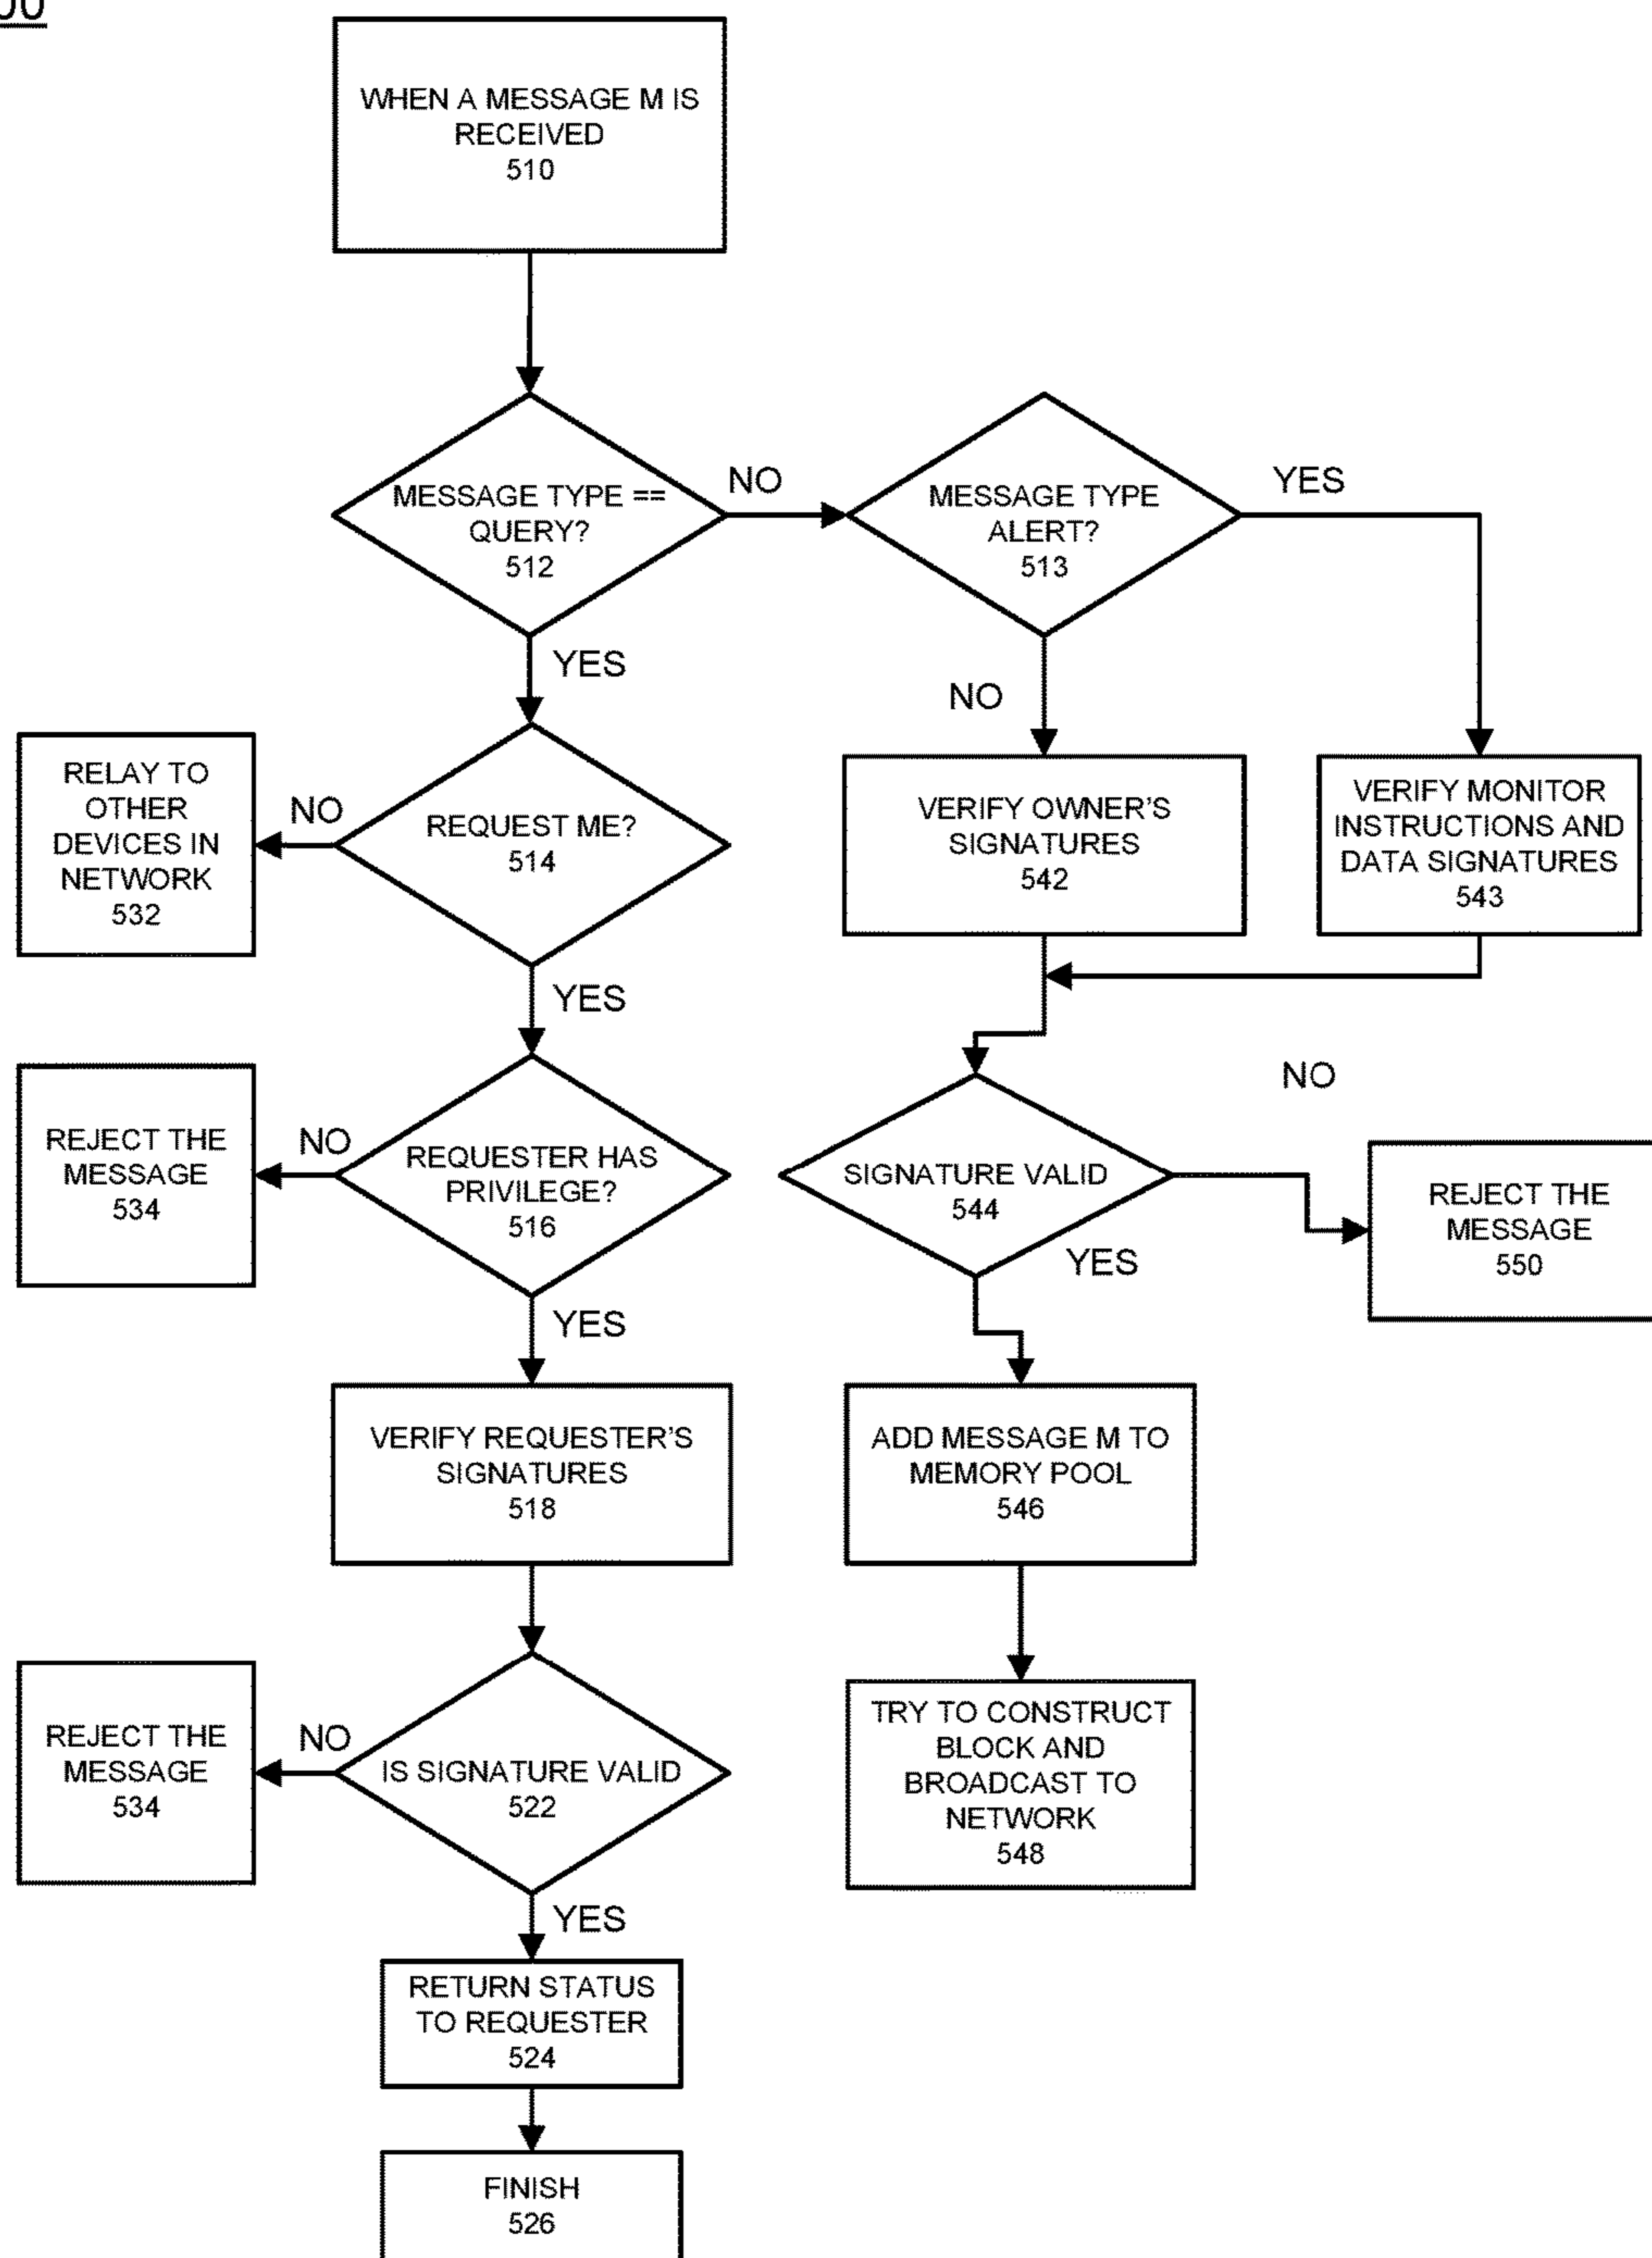 WHEN A MESSAGE M IS
RECEIVED
510
MESSAGE TYPE ==
QUERY?
512
NO
MESSAGE TYPE
ALERT?
513
YES
YES
NO
RELAY TO
OTHER
DEVICES IN
NETWORK
532
NO
REQUEST ME?
514
VERIFY OWNER'S
SIGNATURES
542
VERIFY MONITOR
INSTRUCTIONS AND
DATA SIGNATURES
543
YES
REJECT THE
MESSAGE
534
NO
REQUESTER HAS
PRIVILEGE?
516
SIGNATURE VALID
544
NO
REJECT THE
MESSAGE
550
YES
YES
VERIFY REQUESTER'S
SIGNATURES
518
ADD MESSAGE M TO
MEMORY POOL
546
REJECT THE
MESSAGE
534
NO
IS SIGNATURE VALID
522
TRY TO CONSTRUCT
BLOCK AND
BROADCAST TO
NETWORK
548
YES
RETURN STATUS
TO REQUESTER
524
FINISH
526